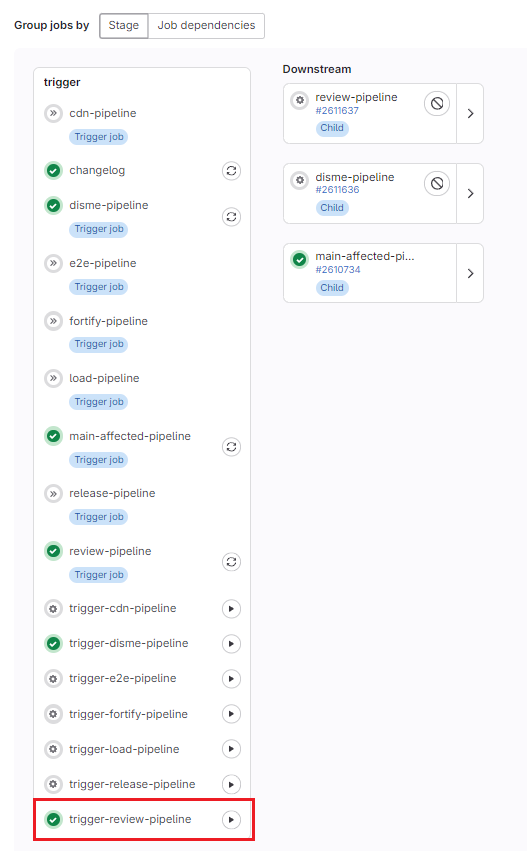 Group jobs by
Stage
Job dependencies
trigger
cdn-pipeline
Trigger job
changelog
disme-pipeline
Trigger job
e2e-pipeline
Trigger job
fortify-pipeline
Trigger job
load-pipeline
Trigger job
main-affected-pipeline
Trigger job
release-pipeline
Trigger job
review-pipeline
Trigger job
trigger-cdn-pipeline
trigger-disme-pipeline
trigger-e2e-pipeline
trigger-fortify-pipeline
trigger-load-pipeline
trigger-release-pipeline
trigger-review-pipeline
Downstream
review-pipeline
#2611637
Child
disme-pipeline
#2611636
Child
main-affected-pi...
#2610734
Child